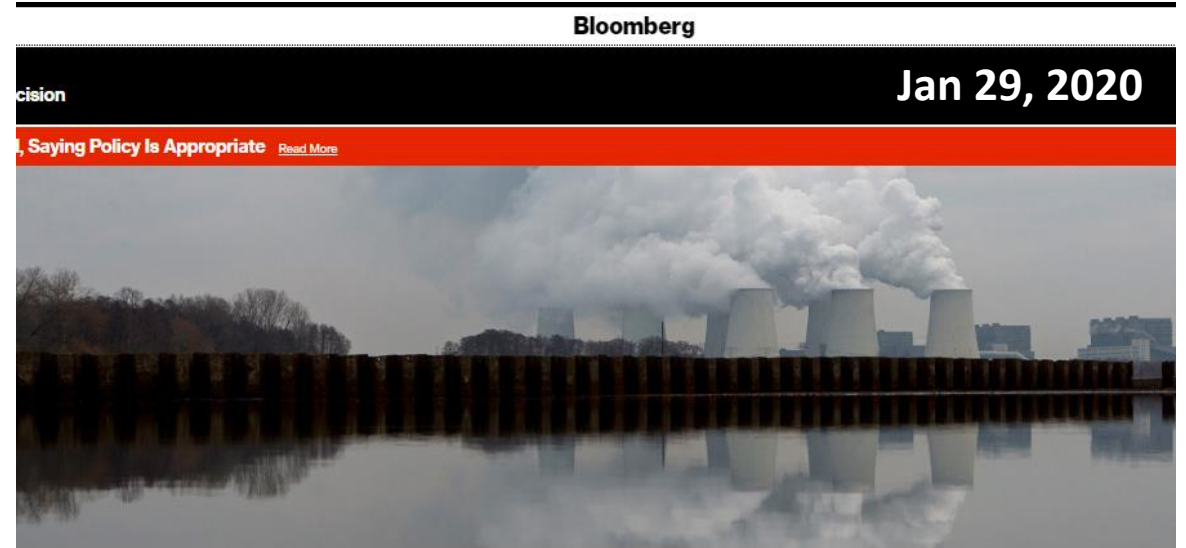 Bloomberg
Jan 29, 2020
cision
, Saying Policy Is Appropriate Read More